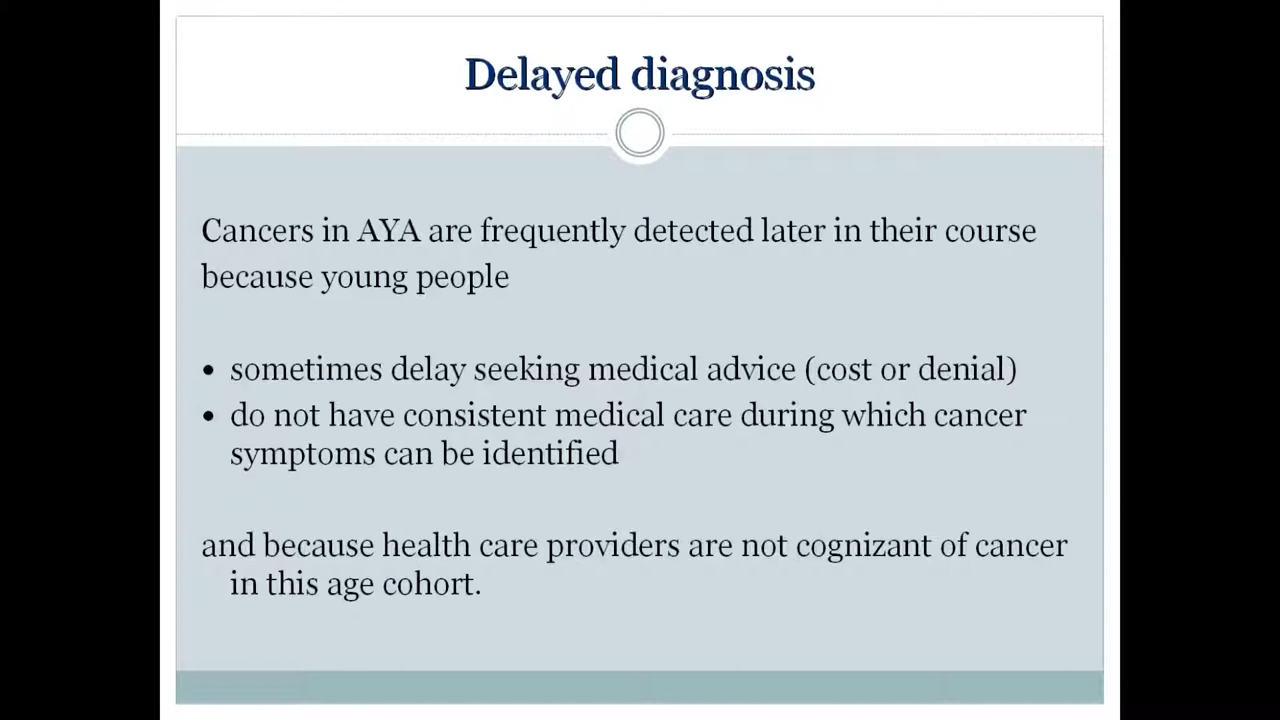 Delayed diagnosis
Cancers in AYA are frequently detected later in their course
because young people
• sometimes delay seeking medical advice (cost or denial)
• do not have consistent medical care during which cancer
symptoms can be identified
and because health care providers are not cognizant of cancer
in this age cohort.